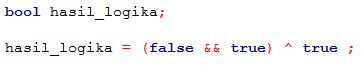 bool hasil_logika;
hasil_logika = (false && true) ^ true ;